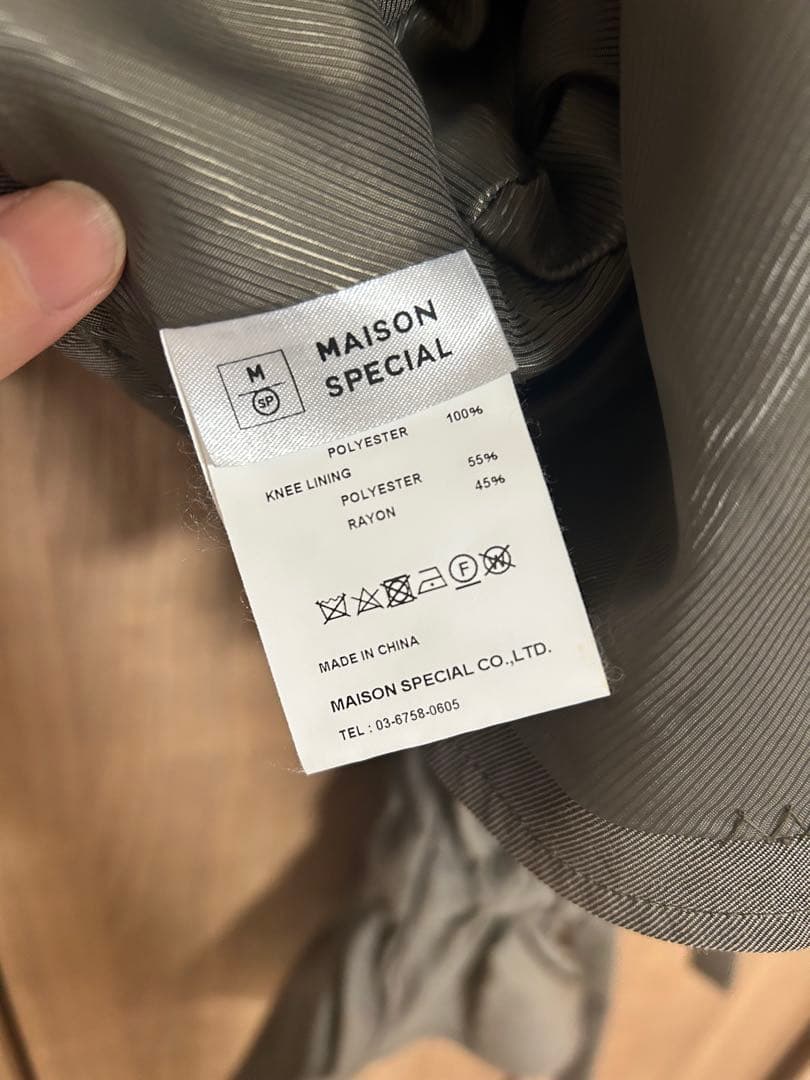 M
SP
MAISON
SPECIAL
POLYESTER 100%
KNEE LINING
POLYESTER 55%
RAYON 45%
F
W
MADE IN CHINA
MAISON SPECIAL CO.,LTD.
TEL : 03-6758-0605